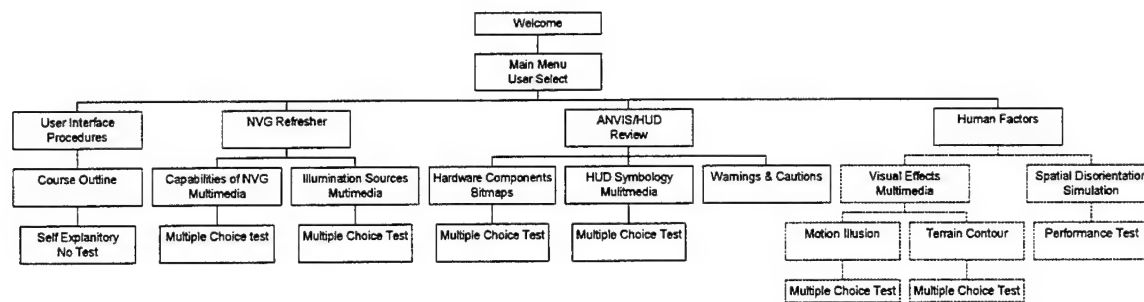 Welcome
Main Menu
User Select
User Interface
Procedures
NVG Refresher
ANVIS/HUD
Review
Human Factors
Course Outline
Capabilities of NVG
Multimedia
Illumination Sources
Mutimedia
Hardware Components
Bitmaps
HUD Symbology
Mulitmedia
Warnings & Cautions
Visual Effects
Multimedia
Spatial Disorientation
Simulation
Self Explanitory
No Test
Multiple Choice test
Multiple Choice Test
Multiple Choice Test
Multiple Choice Test
Motion Illusion
Terrain Contour
Performance Test
Multiple Choice Test
Multiple Choice Test